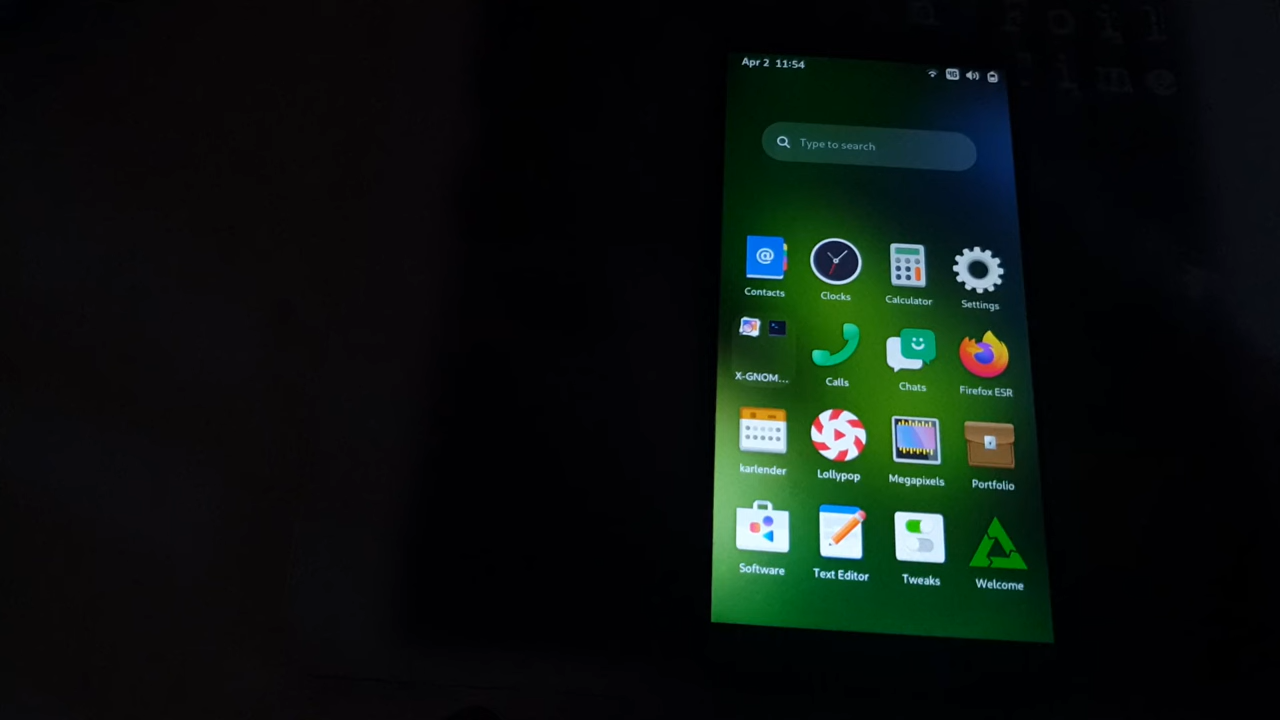 Apr 2 11:54
4G
Type to search
Contacts
Clocks
Calculator
Settings
X-GNOM...
Calls
Chats
Firefox ESR
karlender
Lollypop
Megapixels
Portfolio
Software
Text Editor
Tweaks
Welcome